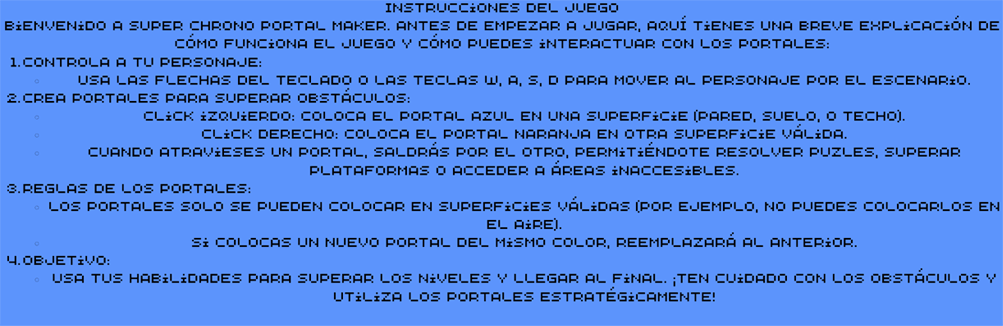 INSTRUCCIONES DEL JUEGO
BIENVENIDO A SUPER CHRONO PORTAL MAKER. ANTES DE EMPEZAR A JUGAR, AQUÍ TIENES UNA BREVE EXPLICACIÓN DE
CÓMO FUNCIONA EL JUEGO Y CÓMO PUEDES INTERACTUAR CON LOS PORTALES:
1.CONTROLA A TU PERSONAJE:
◦ USA LAS FLECHAS DEL TECLADO O LAS TECLAS W, A, S, D PARA MOVER AL PERSONAJE POR EL ESCENARIO.
2.CREA PORTALES PARA SUPERAR OBSTÁCULOS:
◦ CLICK IZQUIERDO: COLOCA EL PORTAL AZUL EN UNA SUPERFICIE (PARED, SUELO, O TECHO).
◦ CLICK DERECHO: COLOCA EL PORTAL NARANJA EN OTRA SUPERFICIE VÁLIDA.
◦ CUANDO ATRAVIESES UN PORTAL, SALDRÁS POR EL OTRO, PERMITIÉNDOTE RESOLVER PUZLES, SUPERAR
PLATAFORMAS O ACCEDER A ÁREAS INACCESIBLES.
3.REGLAS DE LOS PORTALES:
◦ LOS PORTALES SOLO SE PUEDEN COLOCAR EN SUPERFICIES VÁLIDAS (POR EJEMPLO, NO PUEDES COLOCARLOS EN
EL AIRE).
◦ SI COLOCAS UN NUEVO PORTAL DEL MISMO COLOR, REEMPLAZARÁ AL ANTERIOR.
4.OBJETIVO:
◦ USA TUS HABILIDADES PARA SUPERAR LOS NIVELES Y LLEGAR AL FINAL. ¡TEN CUIDADO CON LOS OBSTÁCULOS Y
UTILIZA LOS PORTALES ESTRATÉGICAMENTE!